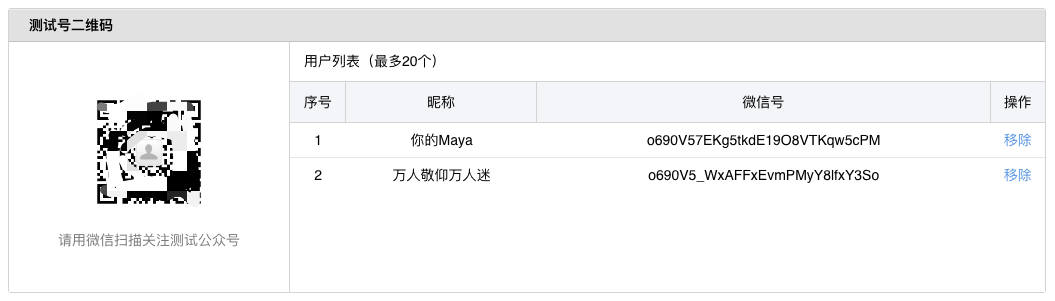 测试号二维码
请用微信扫描关注测试公众号
用户列表（最多20个）
序号 昵称 微信号 操作
1 你的Maya o690V57EKg5tkdE19O8VTKqw5cPM 移除
2 万人敬仰万人迷 o690V5_WxAFFxEvmPMyY8lfxY3So 移除